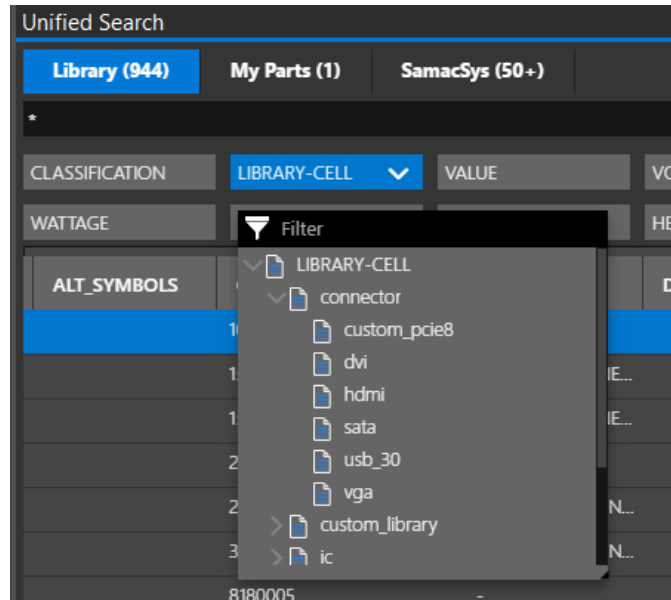 Unified Search
Library (944) My Parts (1) SamacSys (50+)
*
CLASSIFICATION LIBRARY-CELL VALUE
WATTAGE Filter
LIBRARY-CELL
ALT_SYMBOLS
connector
custom_pcie8
dvi
hdmi
sata
usb_30
vga
custom_library
ic
8180005 -